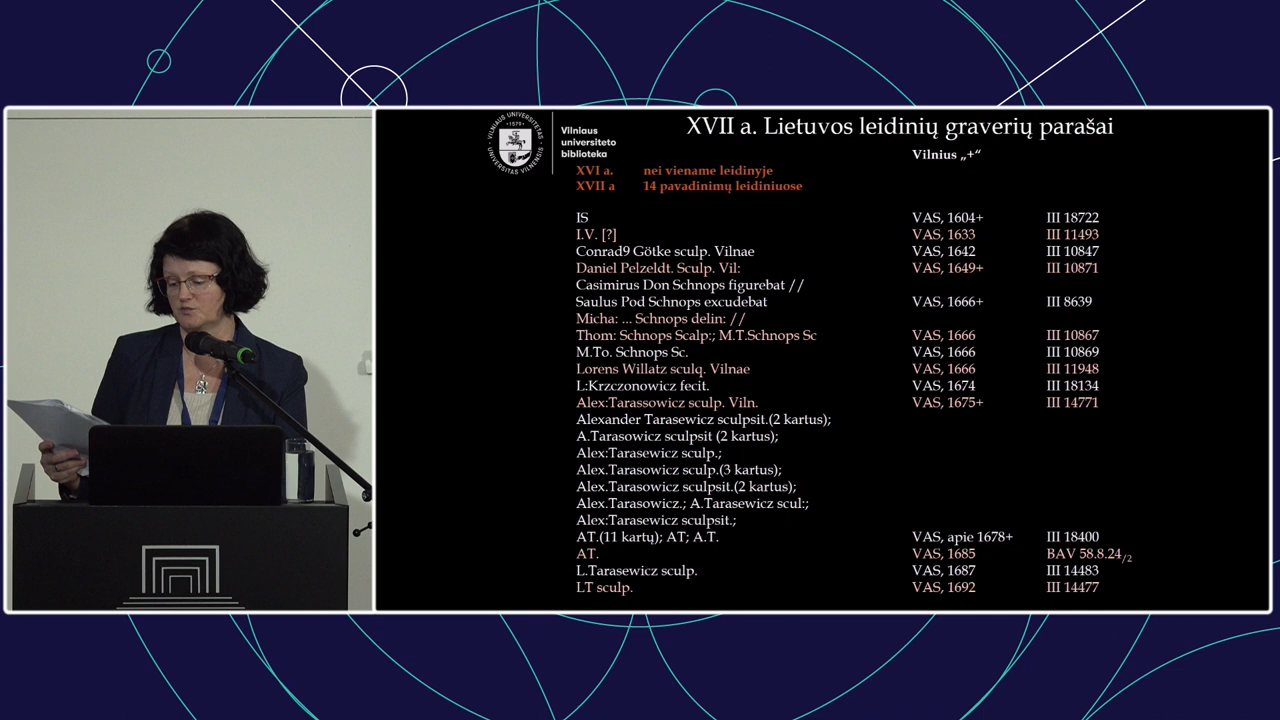 XVII a. Lietuvos leidinių graverių parašai
VILNIAUS UNIVERSITETAS
1579
UNIVERSITAS VILNENSIS
Vilniaus
universiteto
biblioteka
Vilnius „+“
XVI a. nei viename leidinyje
XVII a 14 pavadinimų leidiniuose
IS VAS, 1604+ III 18722
I.V. [?] VAS, 1633 III 11493
Conrad9 Götke sculp. Vilnae VAS, 1642 III 10847
Daniel Pelzeldt. Sculp. Vil: VAS, 1649+ III 10871
Casimirus Don Schnops figurebat //
Saulus Pod Schnops excudebat VAS, 1666+ III 8639
Micha: ... Schnops delin: //
Thom: Schnops Scalp:; M.T.Schnops Sc VAS, 1666 III 10867
M.To. Schnops Sc. VAS, 1666 III 10869
Lorens Willatz sculq. Vilnae VAS, 1666 III 11948
L:Krzczonowicz fecit. VAS, 1674 III 18134
Alex:Tarassowicz sculp. Viln. VAS, 1675+ III 14771
Alexander Tarasewicz sculpsit.(2 kartus);
A.Tarasowicz sculpsit (2 kartus);
Alex:Tarasewicz sculp.;
Alex.Tarasowicz sculp.(3 kartus);
Alex.Tarasowicz sculpsit.(2 kartus);
Alex.Tarasowicz.; A.Tarasewicz scul:;
Alex:Tarasewicz sculpsit.;
AT.(11 kartų); AT; A.T. VAS, apie 1678+ III 18400
AT. VAS, 1685 BAV 58.8.24/2
L.Tarasewicz sculp. VAS, 1687 III 14483
LT sculp. VAS, 1692 III 14477